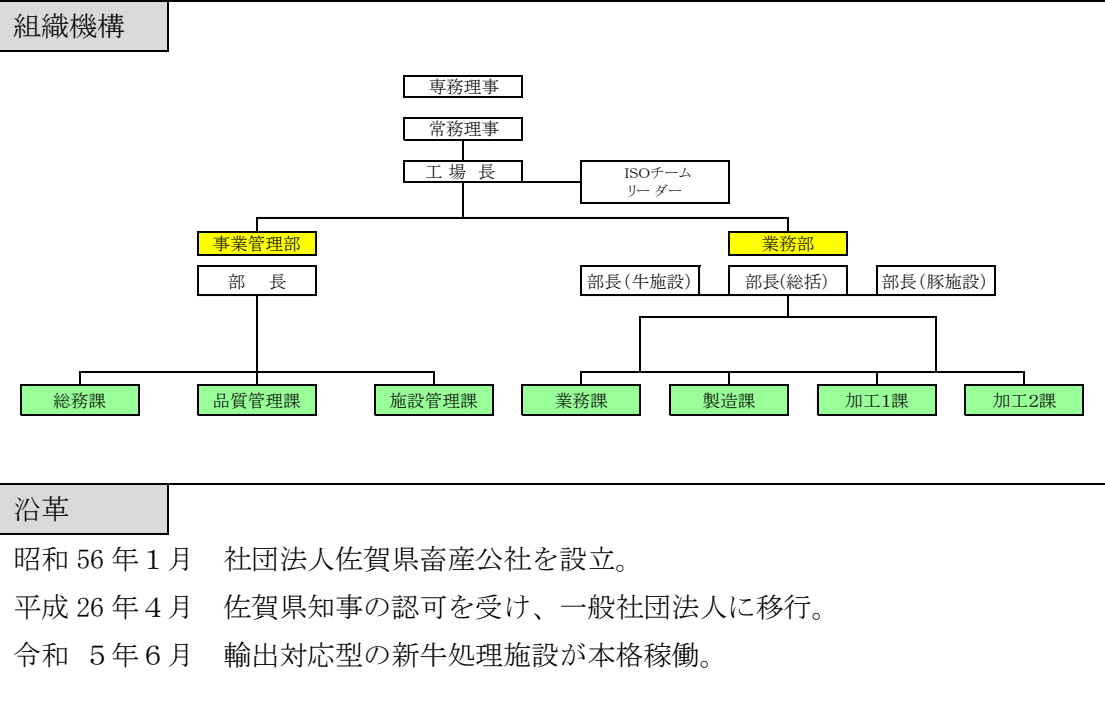 組織機構
専務理事
常務理事
工 場 長
ISOチーム
リーダー
事業管理部
業務部
部 長
部長(牛施設)
部長(総括)
部長(豚施設)
総務課
品質管理課
施設管理課
業務課
製造課
加工1課
加工2課
沿革
昭和 56 年１月 社団法人佐賀県畜産公社を設立。
平成 26 年４月 佐賀県知事の認可を受け、一般社団法人に移行。
令和 ５年６月 輸出対応型の新牛処理施設が本格稼働。